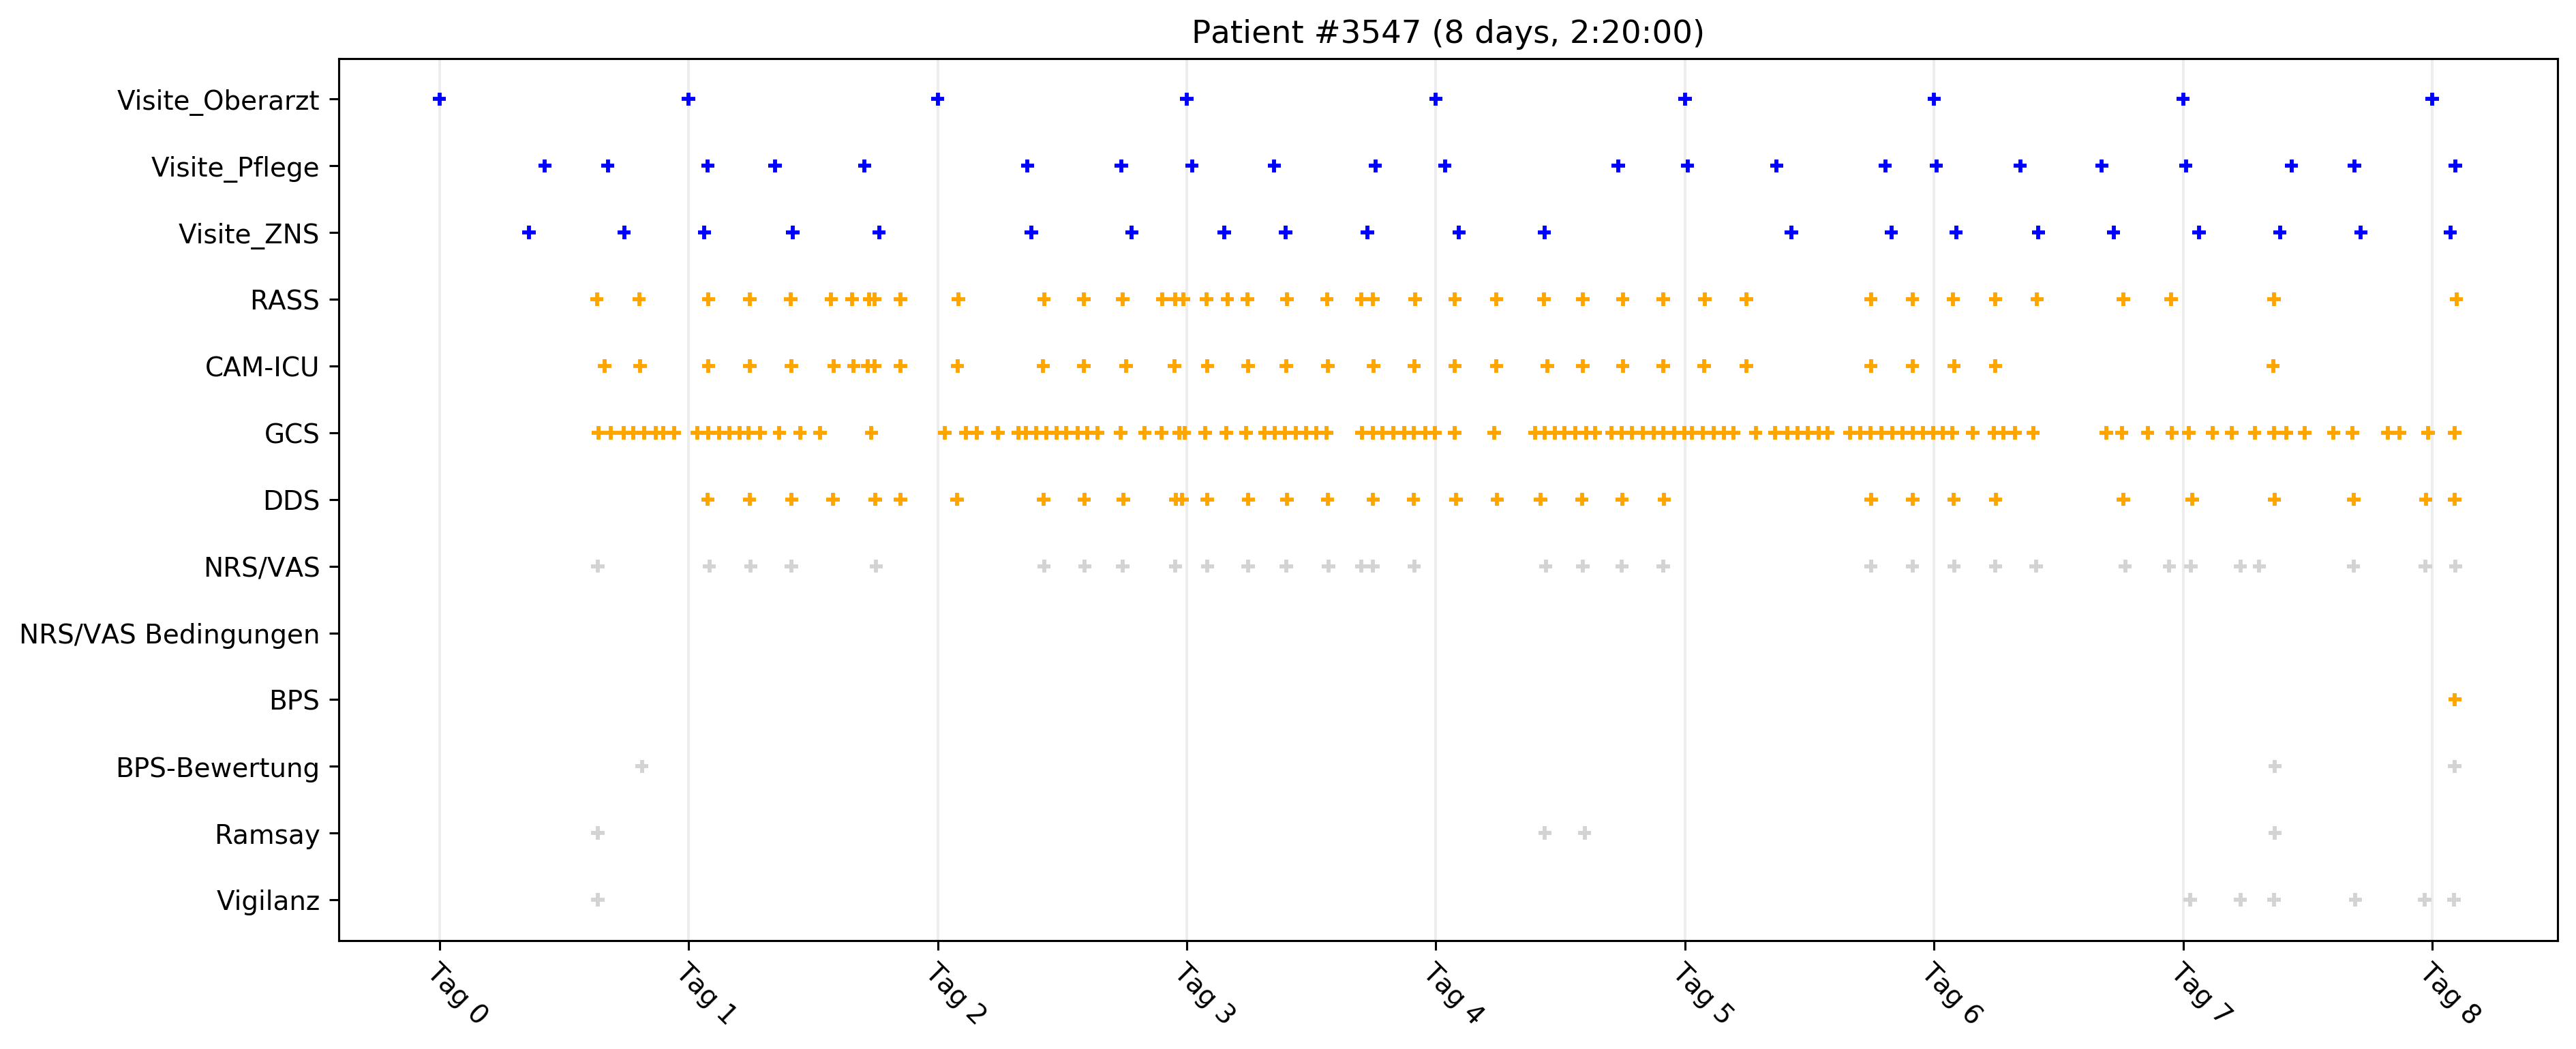 Patient #3547 (8 days, 2:20:00)
Visite_Oberarzt
Visite_Pflege
Visite_ZNS
RASS
CAM-ICU
GCS
DDS
NRS/VAS
NRS/VAS Bedingungen
BPS
BPS-Bewertung
Ramsay
Vigilanz
Tag 0
Tag 1
Tag 2
Tag 3
Tag 4
Tag 5
Tag 6
Tag 7
Tag 8